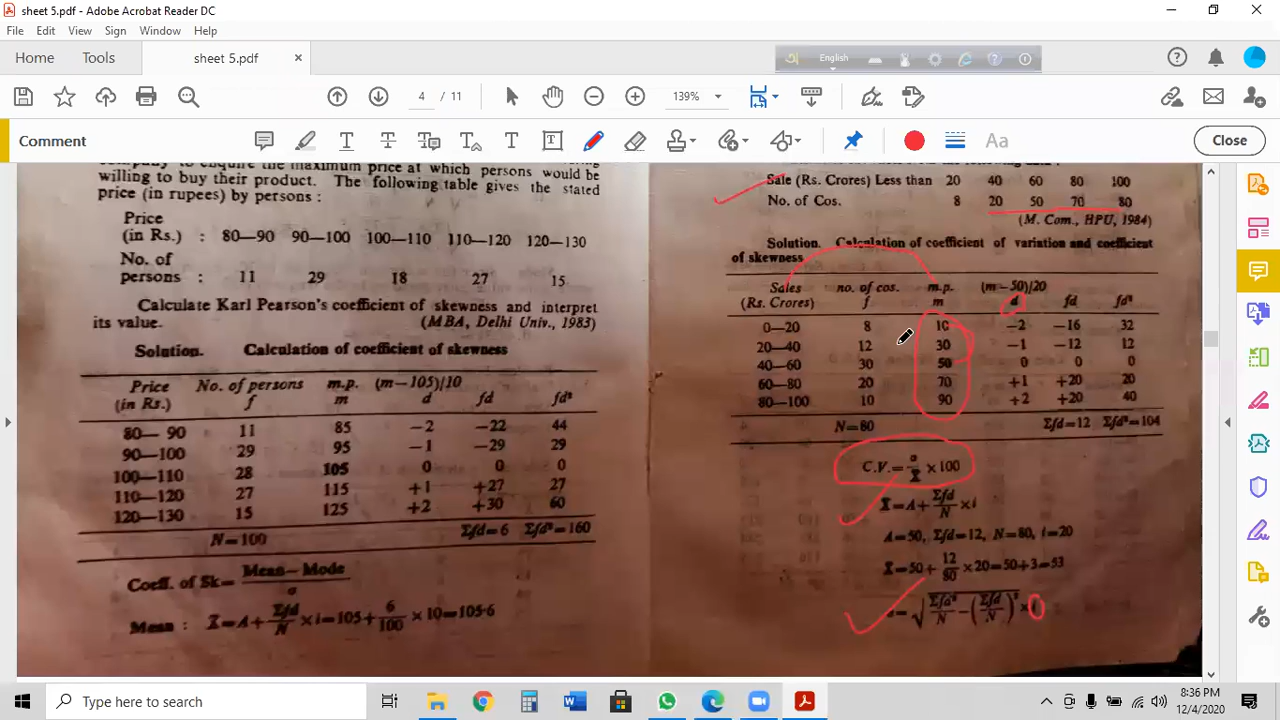 sheet 5.pdf - Adobe Acrobat Reader DC
File Edit View Sign Window Help
Home Tools sheet 5.pdf × English
4 / 11 139%
Comment Close
company to enquire the maximum price at which persons would be
willing to buy their product. The following table gives the stated
price (in rupees) by persons :
Price
(in Rs.) : 80—90 90—100 100—110 110—120 120—130
No. of
persons : 11 29 18 27 15
Calculate Karl Pearson's coefficient of skewness and interpret
its value. (MBA, Delhi Univ., 1983)
Solution. Calculation of coefficient of skewness
Price No. of persons m.p. (m—105)/10
(in Rs.) f m d fd fd²
80— 90 11 85 —2 —22 44
90—100 29 95 —1 —29 29
100—110 28 105 0 0 0
110—120 27 115 +1 +27 27
120—130 15 125 +2 +30 60
N=100 Σfd=6 Σfd²=160
Coeff. of Sk= Mean—Mode / σ
Mean : X̄=A+ Σfd/N ×i=105+ 6/100 ×10=105·6
Sale (Rs. Crores) Less than 20 40 60 80 100
No. of Cos. 8 20 50 70 80
(M. Com., HPU, 1984)
Solution. Calculation of coefficient of variation and coefficient
of skewness
Sales no. of cos. m.p. (m—50)/20
(Rs. Crores) f m d fd fd²
0—20 8 10 —2 —16 32
20—40 12 30 —1 —12 12
40—60 30 50 0 0 0
60—80 20 70 +1 +20 20
80—100 10 90 +2 +20 40
N=80 Σfd=12 Σfd²=104
C.V.= σ/X̄ ×100
X̄=A+ Σfd/N ×i
A=50, Σfd=12, N=80, i=20
X̄=50+ 12/80 ×20=50+3=53
=√ Σfd²/N —(Σfd/N)² ×i
Type here to search
8:36 PM
12/4/2020